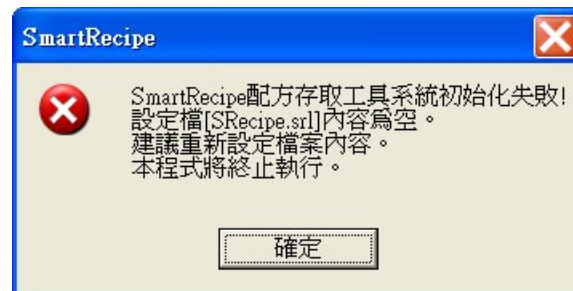 SmartRecipe
SmartRecipe配方存取工具系統初始化失敗!
設定檔[SRecipe.srl]內容爲空。
建議重新設定檔案內容。
本程式將終止執行。
確定